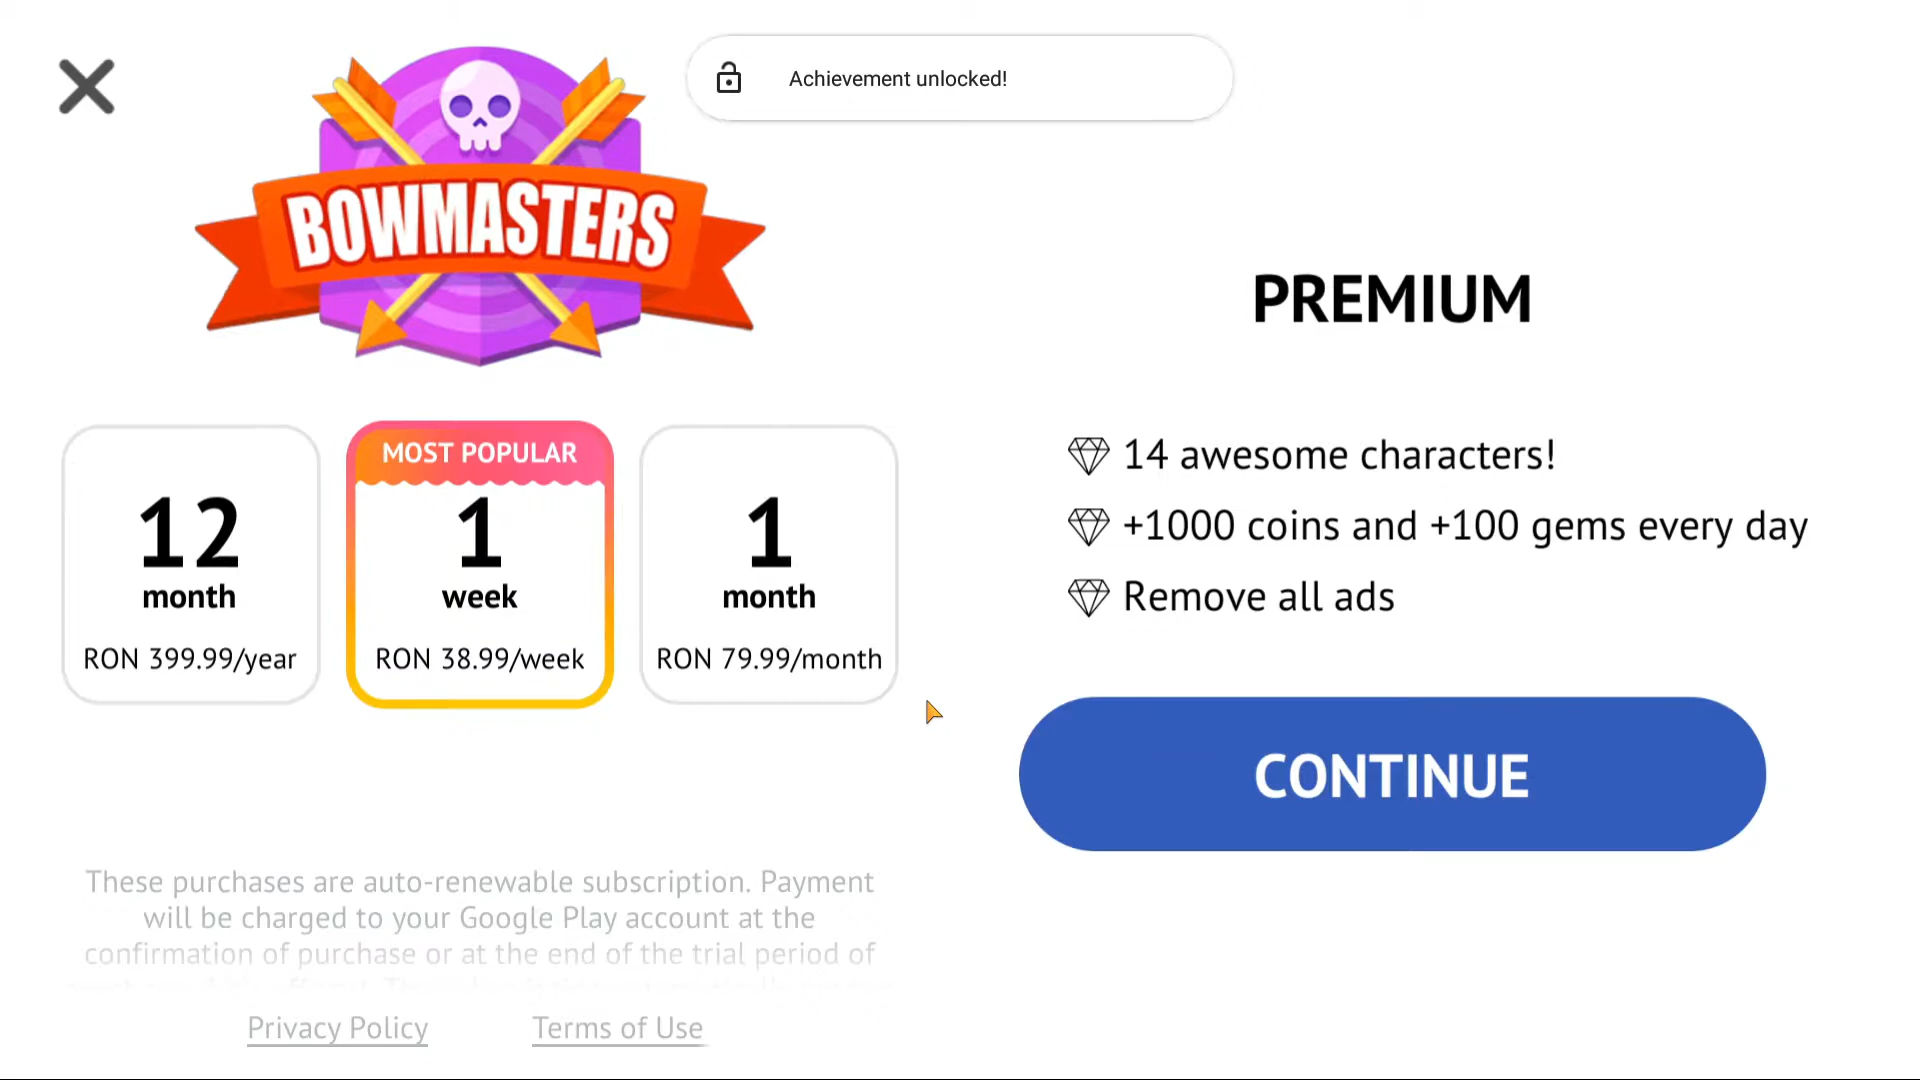 Achievement unlocked!
BOWMASTERS
MOST POPULAR
12
month
RON 399.99/year
1
week
RON 38.99/week
1
month
RON 79.99/month
These purchases are auto-renewable subscription. Payment
will be charged to your Google Play account at the
confirmation of purchase or at the end of the trial period of
Privacy Policy
Terms of Use
PREMIUM
14 awesome characters!
+1000 coins and +100 gems every day
Remove all ads
CONTINUE